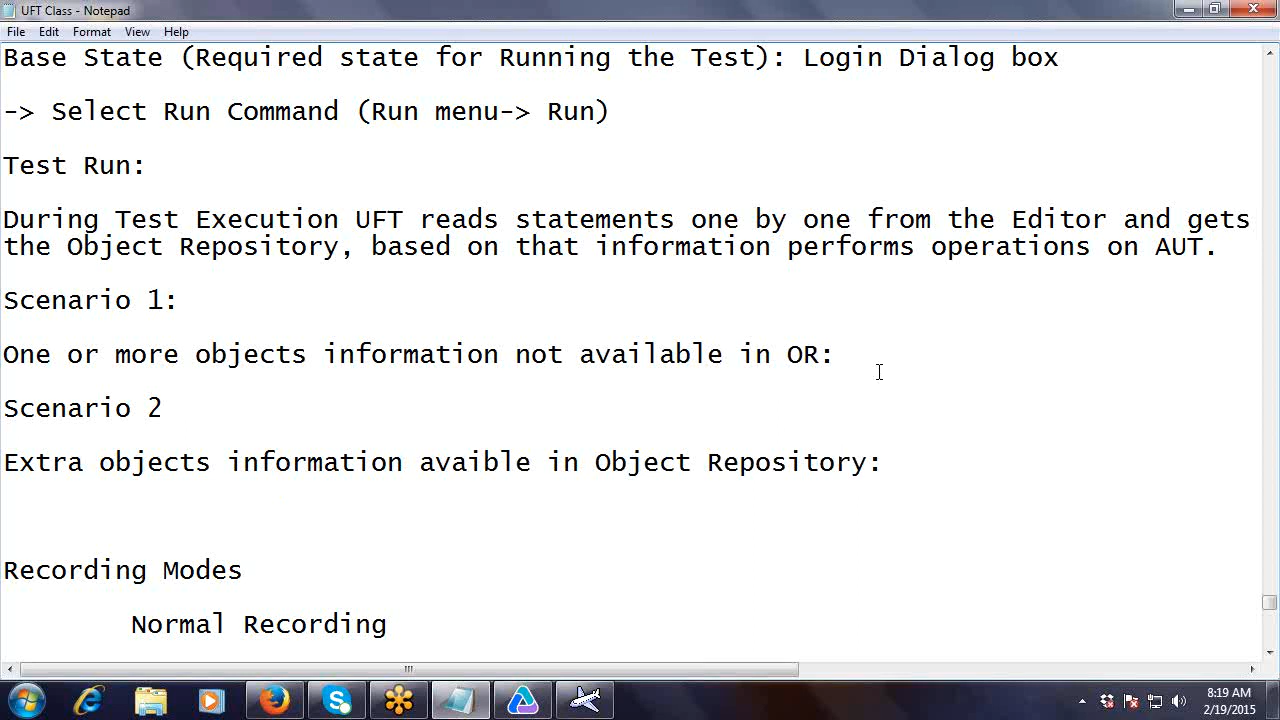 UFT Class - Notepad
File Edit Format View Help
Base State (Required state for Running the Test): Login Dialog box
-> Select Run Command (Run menu-> Run)
Test Run:
During Test Execution UFT reads statements one by one from the Editor and gets
the Object Repository, based on that information performs operations on AUT.
Scenario 1:
One or more objects information not available in OR:
Scenario 2
Extra objects information avaible in Object Repository:
Recording Modes
Normal Recording
8:19 AM
2/19/2015